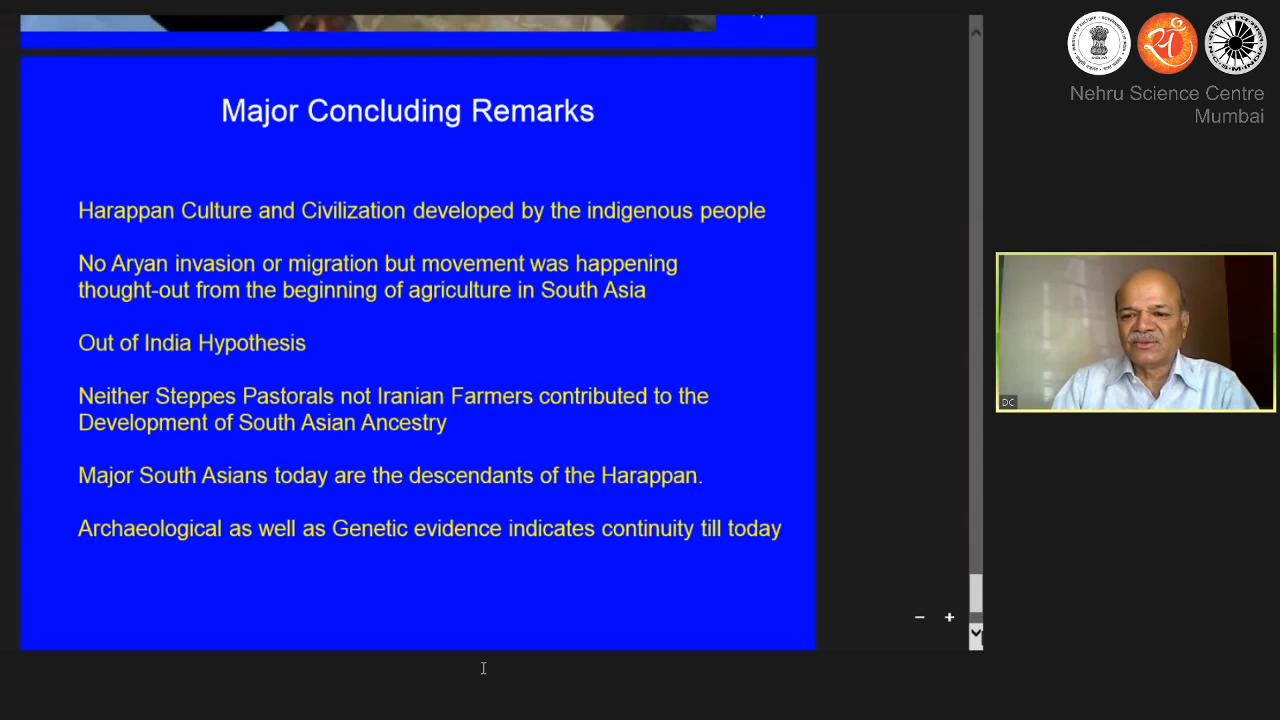 Major Concluding Remarks
Harappan Culture and Civilization developed by the indigenous people
No Aryan invasion or migration but movement was happening
thought-out from the beginning of agriculture in South Asia
Out of India Hypothesis
Neither Steppes Pastorals not Iranian Farmers contributed to the
Development of South Asian Ancestry
Major South Asians today are the descendants of the Harappan.
Archaeological as well as Genetic evidence indicates continuity till today
Nehru Science Centre
Mumbai
DC